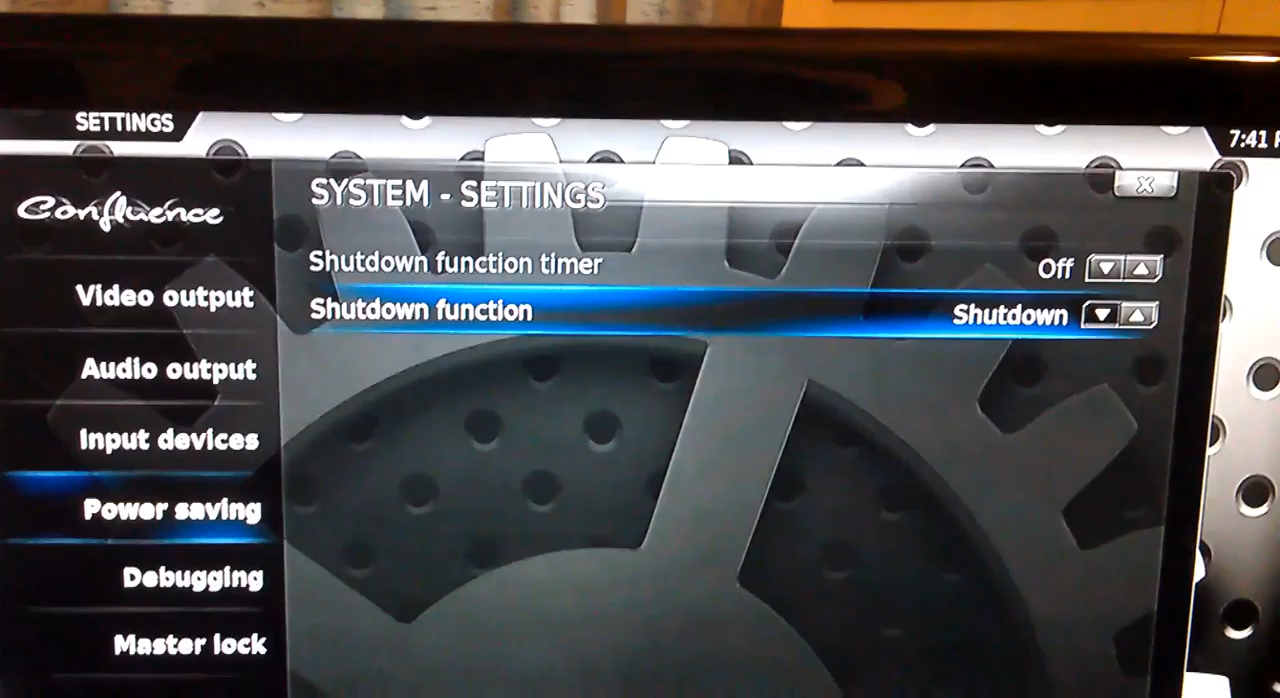 SETTINGS
7:41
Confluence
SYSTEM - SETTINGS
Shutdown function timer Off
Shutdown function Shutdown
Video output
Audio output
Input devices
Power saving
Debugging
Master lock